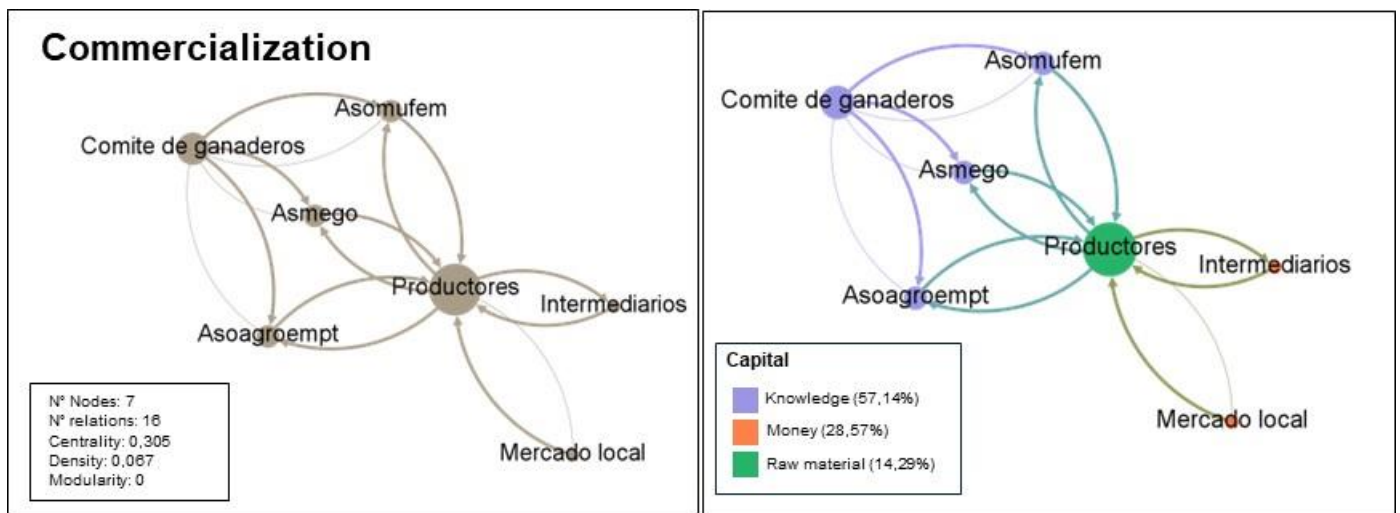 Commercialization
Asomufem
Comite de ganaderos
Asmego
Productores
Intermediarios
Asoagroempt
Mercado local
N° Nodes: 7
N° relations: 16
Centrality: 0,305
Density: 0,067
Modularity: 0
Asomufem
Comite de ganaderos
Asmego
Productores
Intermediarios
Asoagroempt
Mercado local
Capital
Knowledge (57,14%)
Money (28,57%)
Raw material (14,29%)